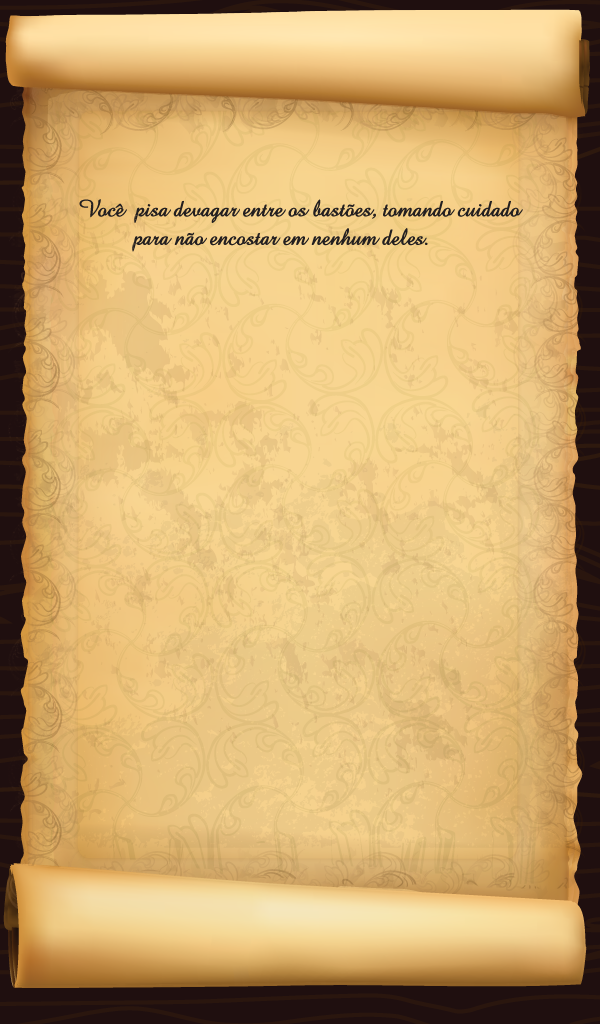 Você pisa devagar entre os bastões, tomando cuidado
para não encostar em nenhum deles.